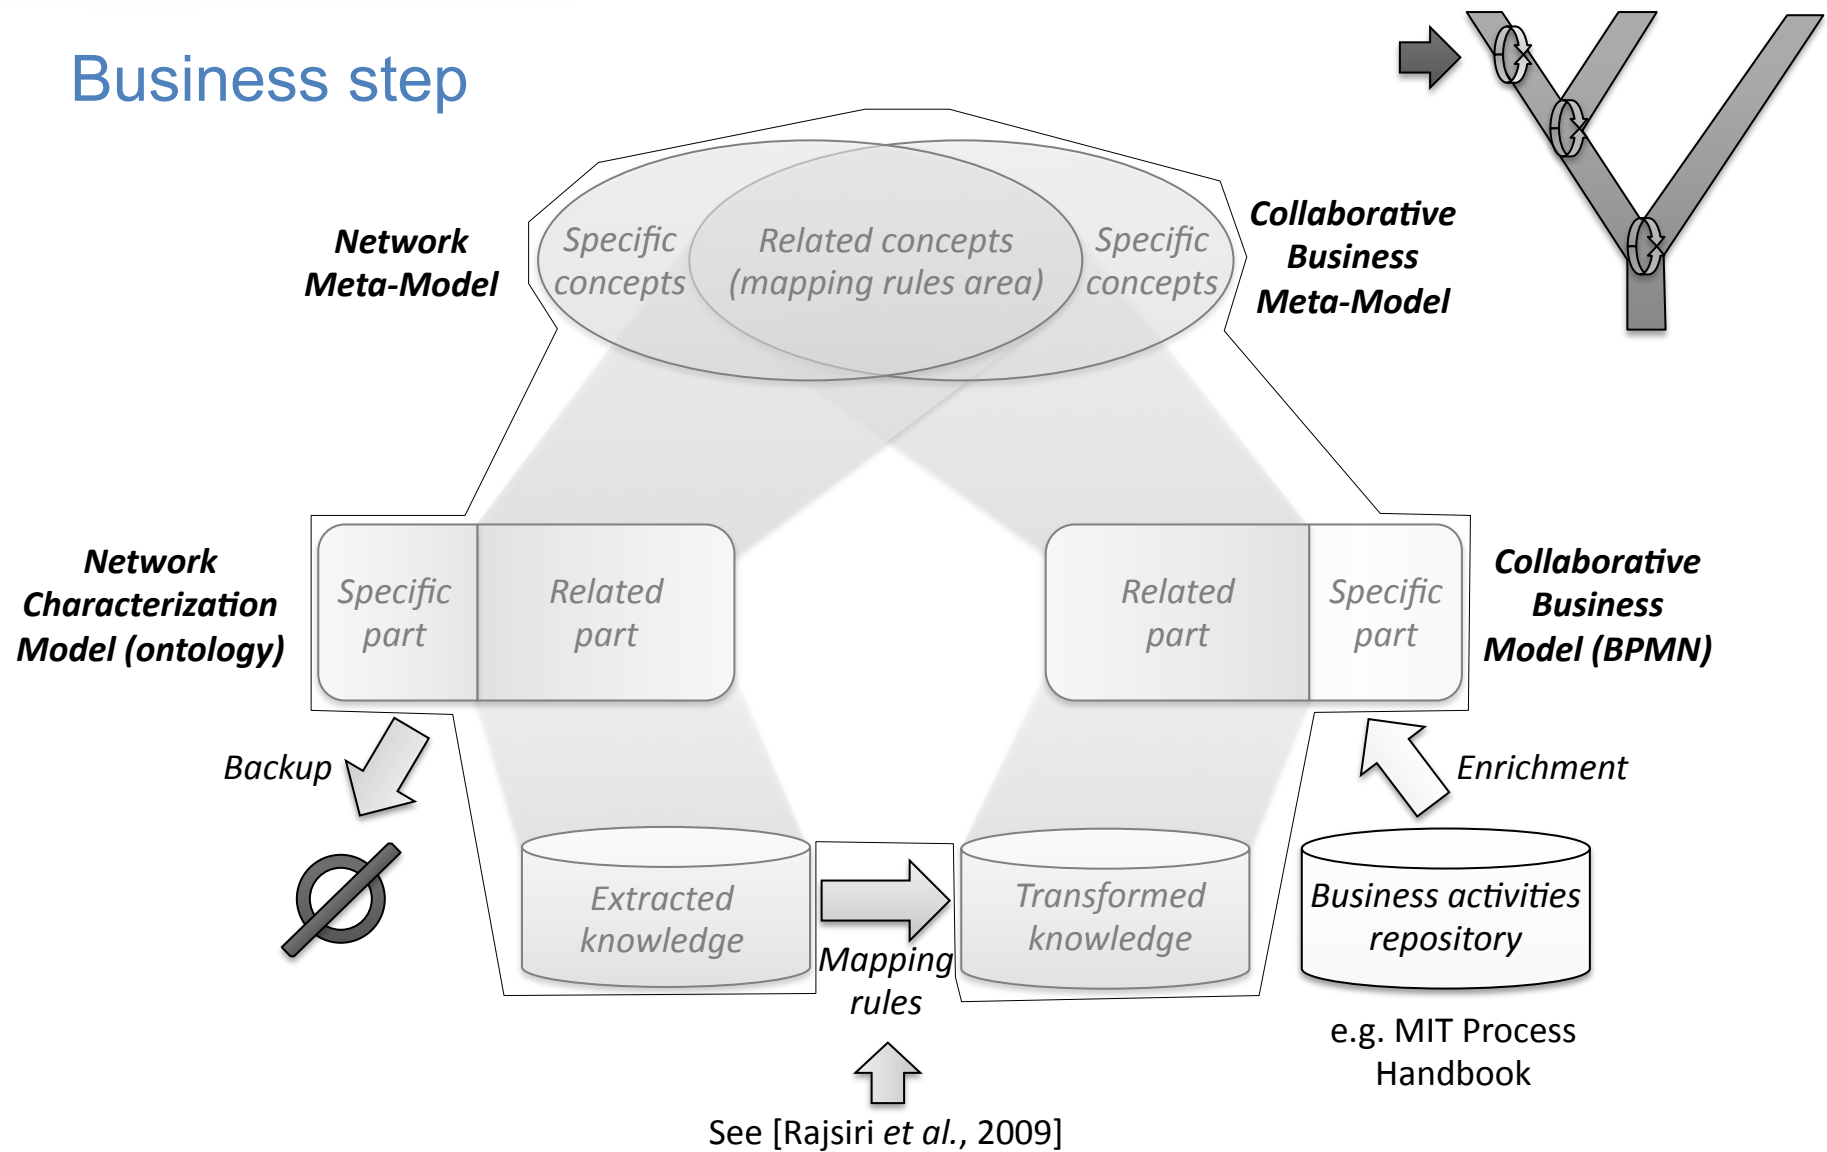 Business step
Network
Meta-Model
Specific
concepts
Related concepts
(mapping rules area)
Specific
concepts
Collaborative
Business
Meta-Model
Network
Characterization
Model (ontology)
Specific
part
Related
part
Related
part
Specific
part
Collaborative
Business
Model (BPMN)
Backup
Enrichment
Extracted
knowledge
Mapping
rules
Transformed
knowledge
Business activities
repository
e.g. MIT Process
Handbook
See [Rajsiri et al., 2009]